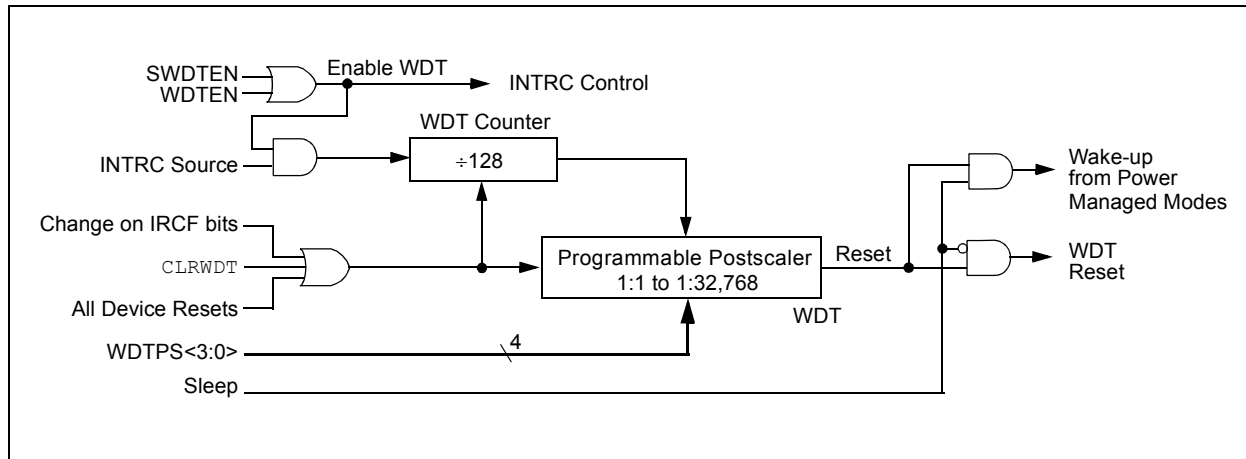 SWDTEN
WDTEN
Enable WDT
INTRC Control
WDT Counter
INTRC Source
÷128
Wake-up
from Power
Managed Modes
Change on IRCF bits
CLRWDT
All Device Resets
Programmable Postscaler
1:1 to 1:32,768
Reset
WDT
WDT
Reset
WDTPS<3:0>
4
Sleep